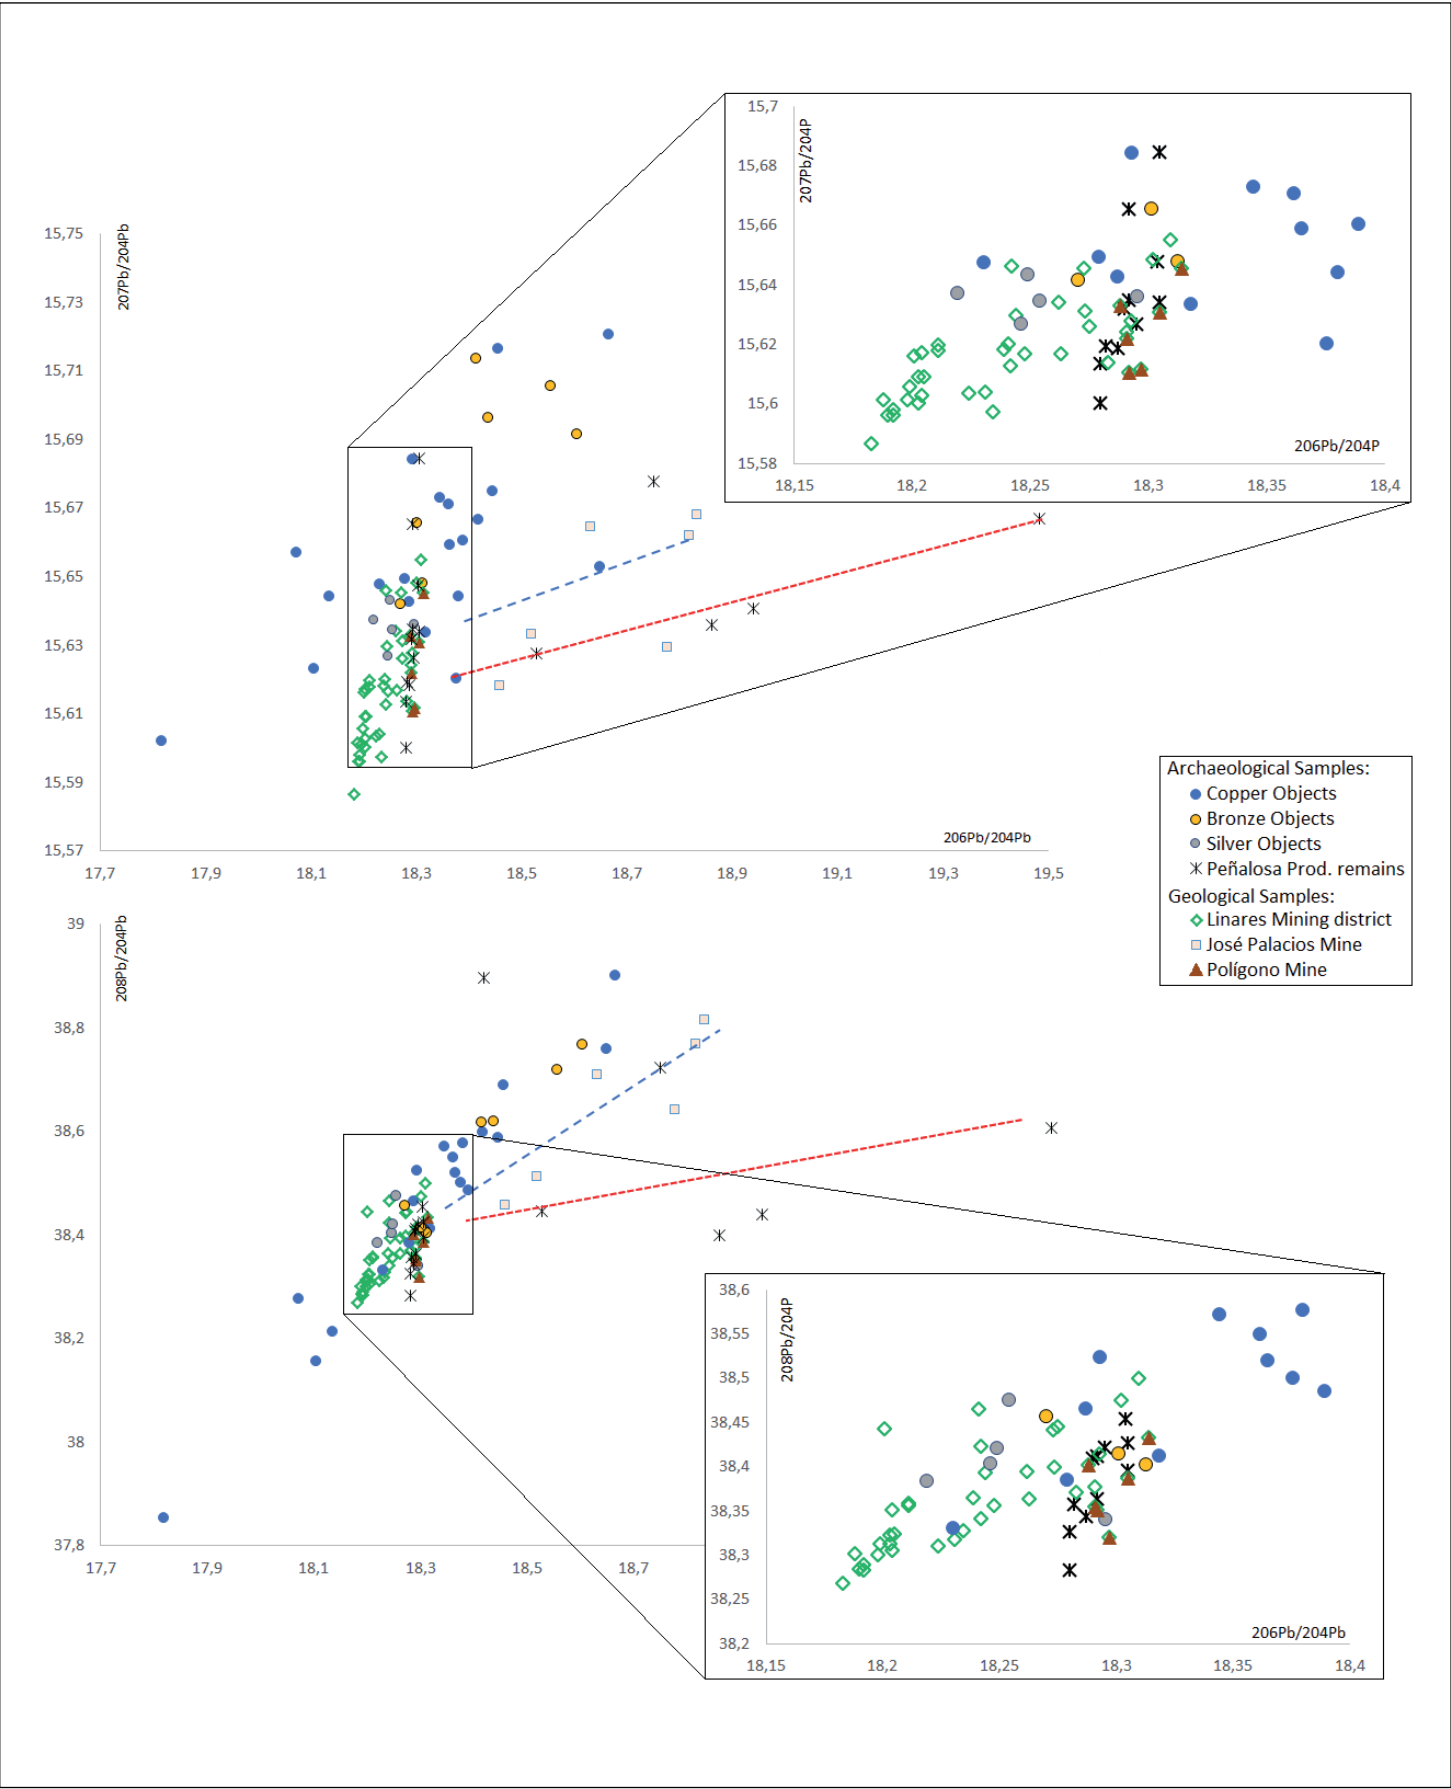 15,7
15,68
15,66
15,64
15,62
15,6
15,58
207Pb/204P
206Pb/204P
18,15 18,2 18,25 18,3 18,35 18,4
15,75
15,73
15,71
15,69
15,67
15,65
15,63
15,61
15,59
15,57
207Pb/204Pb
206Pb/204Pb
17,7 17,9 18,1 18,3 18,5 18,7 18,9 19,1 19,3 19,5
Archaeological Samples:
Copper Objects
Bronze Objects
Silver Objects
Peñalosa Prod. remains
Geological Samples:
Linares Mining district
José Palacios Mine
Polígono Mine
39
38,8
38,6
38,4
38,2
38
37,8
208Pb/204Pb
17,7 17,9 18,1 18,3 18,5 18,7
38,6
38,55
38,5
38,45
38,4
38,35
38,3
38,25
38,2
208Pb/204P
206Pb/204Pb
18,15 18,2 18,25 18,3 18,35 18,4